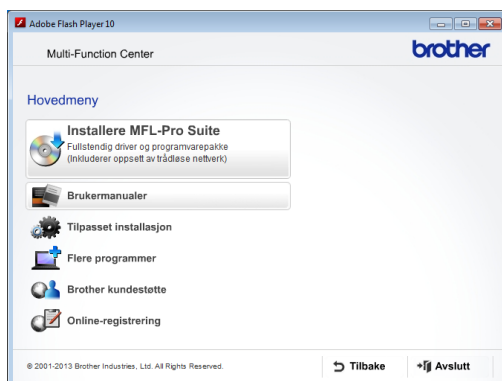 Adobe Flash Player 10
Multi-Function Center
brother
Hovedmeny
Installere MFL-Pro Suite
Fullstendig driver og programvarepakke
(Inkluderer oppsett av trådløse nettverk)
Brukermanualer
Tilpasset installasjon
Flere programmer
Brother kundestøtte
Online-registrering
© 2001-2013 Brother Industries, Ltd. All Rights Reserved.
Tilbake
Avslutt